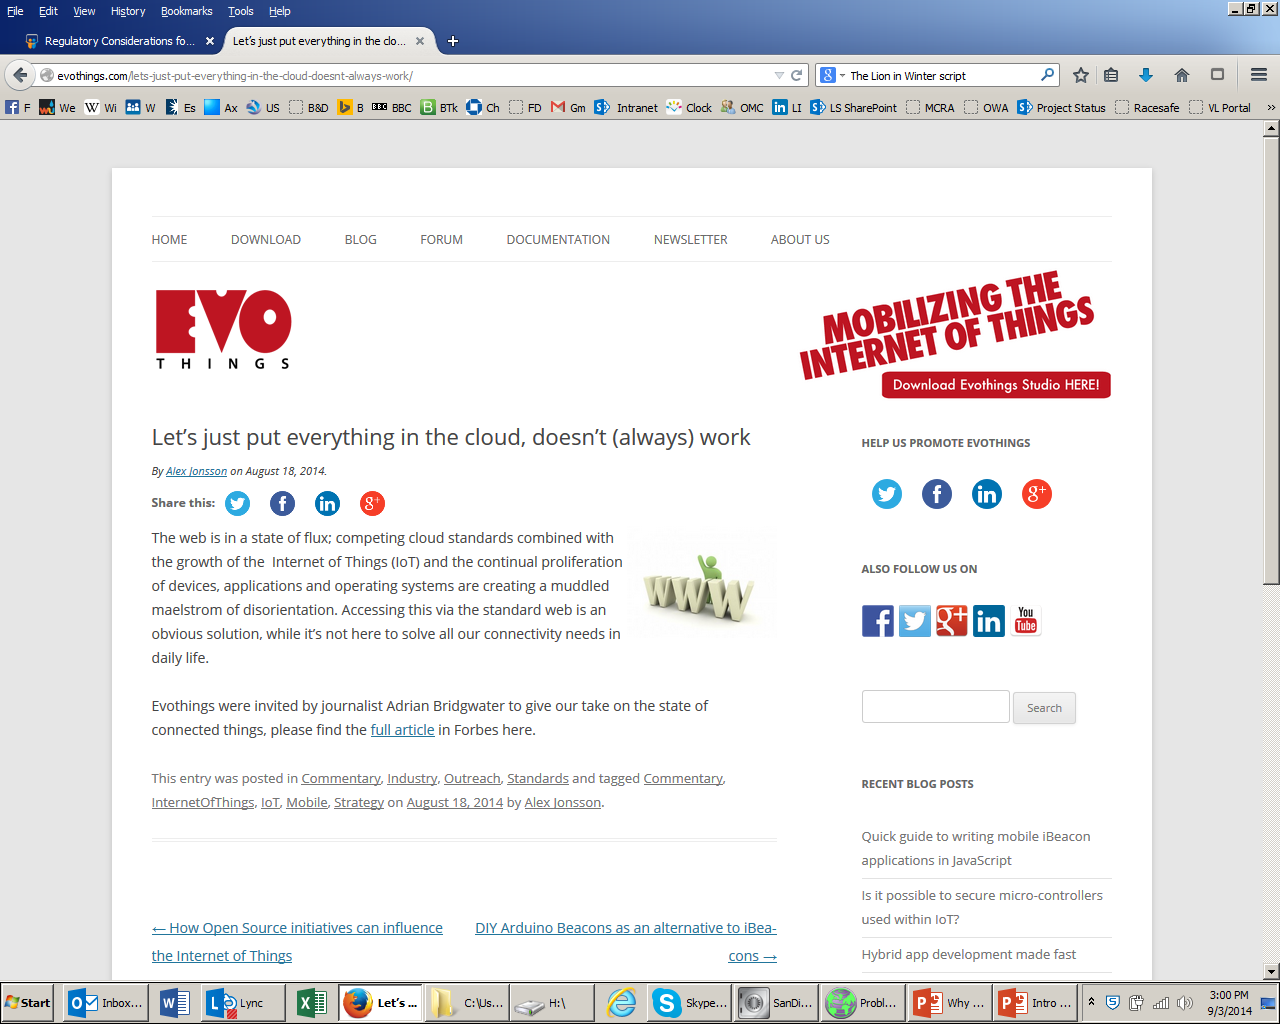 File Edit View History Bookmarks Tools Help
Regulatory Considerations fo... Let's just put everything in the clo...
evothings.com/lets-just-put-everything-in-the-cloud-doesnt-always-work/ The Lion in Winter script
F We Wi W Es Ax US B&D B BBC BTk Ch FD Gm Intranet Clock OMC LI LS SharePoint MCRA OWA Project Status Racesafe VL Portal
HOME DOWNLOAD BLOG FORUM DOCUMENTATION NEWSLETTER ABOUT US
EVO
THINGS
MOBILIZING THE
INTERNET OF THINGS
Download Evothings Studio HERE!
Let's just put everything in the cloud, doesn't (always) work
By Alex Jonsson on August 18, 2014.
Share this:
The web is in a state of flux; competing cloud standards combined with
the growth of the Internet of Things (IoT) and the continual proliferation
of devices, applications and operating systems are creating a muddled
maelstrom of disorientation. Accessing this via the standard web is an
obvious solution, while it's not here to solve all our connectivity needs in
daily life.
WWW
Evothings were invited by journalist Adrian Bridgwater to give our take on the state of
connected things, please find the full article in Forbes here.
This entry was posted in Commentary, Industry, Outreach, Standards and tagged Commentary,
InternetOfThings, IoT, Mobile, Strategy on August 18, 2014 by Alex Jonsson.
← How Open Source initiatives can influence
the Internet of Things
DIY Arduino Beacons as an alternative to iBea-
cons →
HELP US PROMOTE EVOTHINGS
ALSO FOLLOW US ON
You
Tube
Search
RECENT BLOG POSTS
Quick guide to writing mobile iBeacon
applications in JavaScript
Is it possible to secure micro-controllers
used within IoT?
Hybrid app development made fast
Start Inbox... Lync Let's ... C:\Us... H:\ Skype... SanDi... Probl... Why ... Intro ... 3:00 PM
9/3/2014